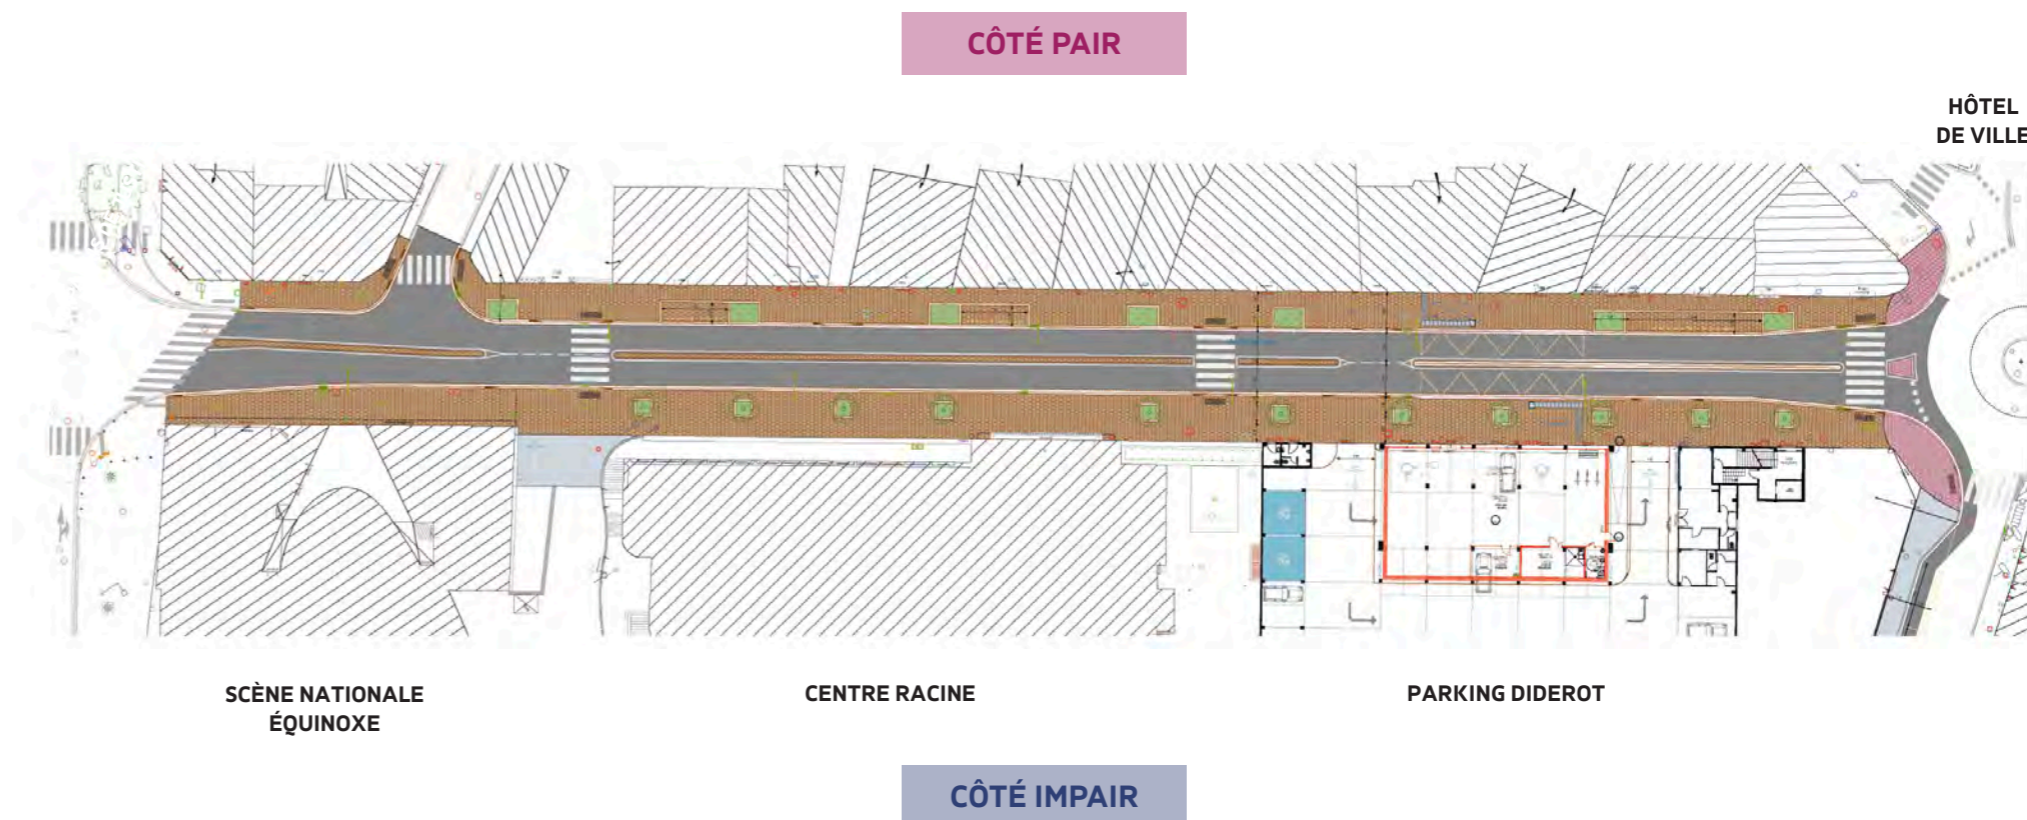 CÔTÉ PAIR
HÔTEL
DE VILLE
SCÈNE NATIONALE
ÉQUINOXE
CENTRE RACINE
PARKING DIDEROT
CÔTÉ IMPAIR